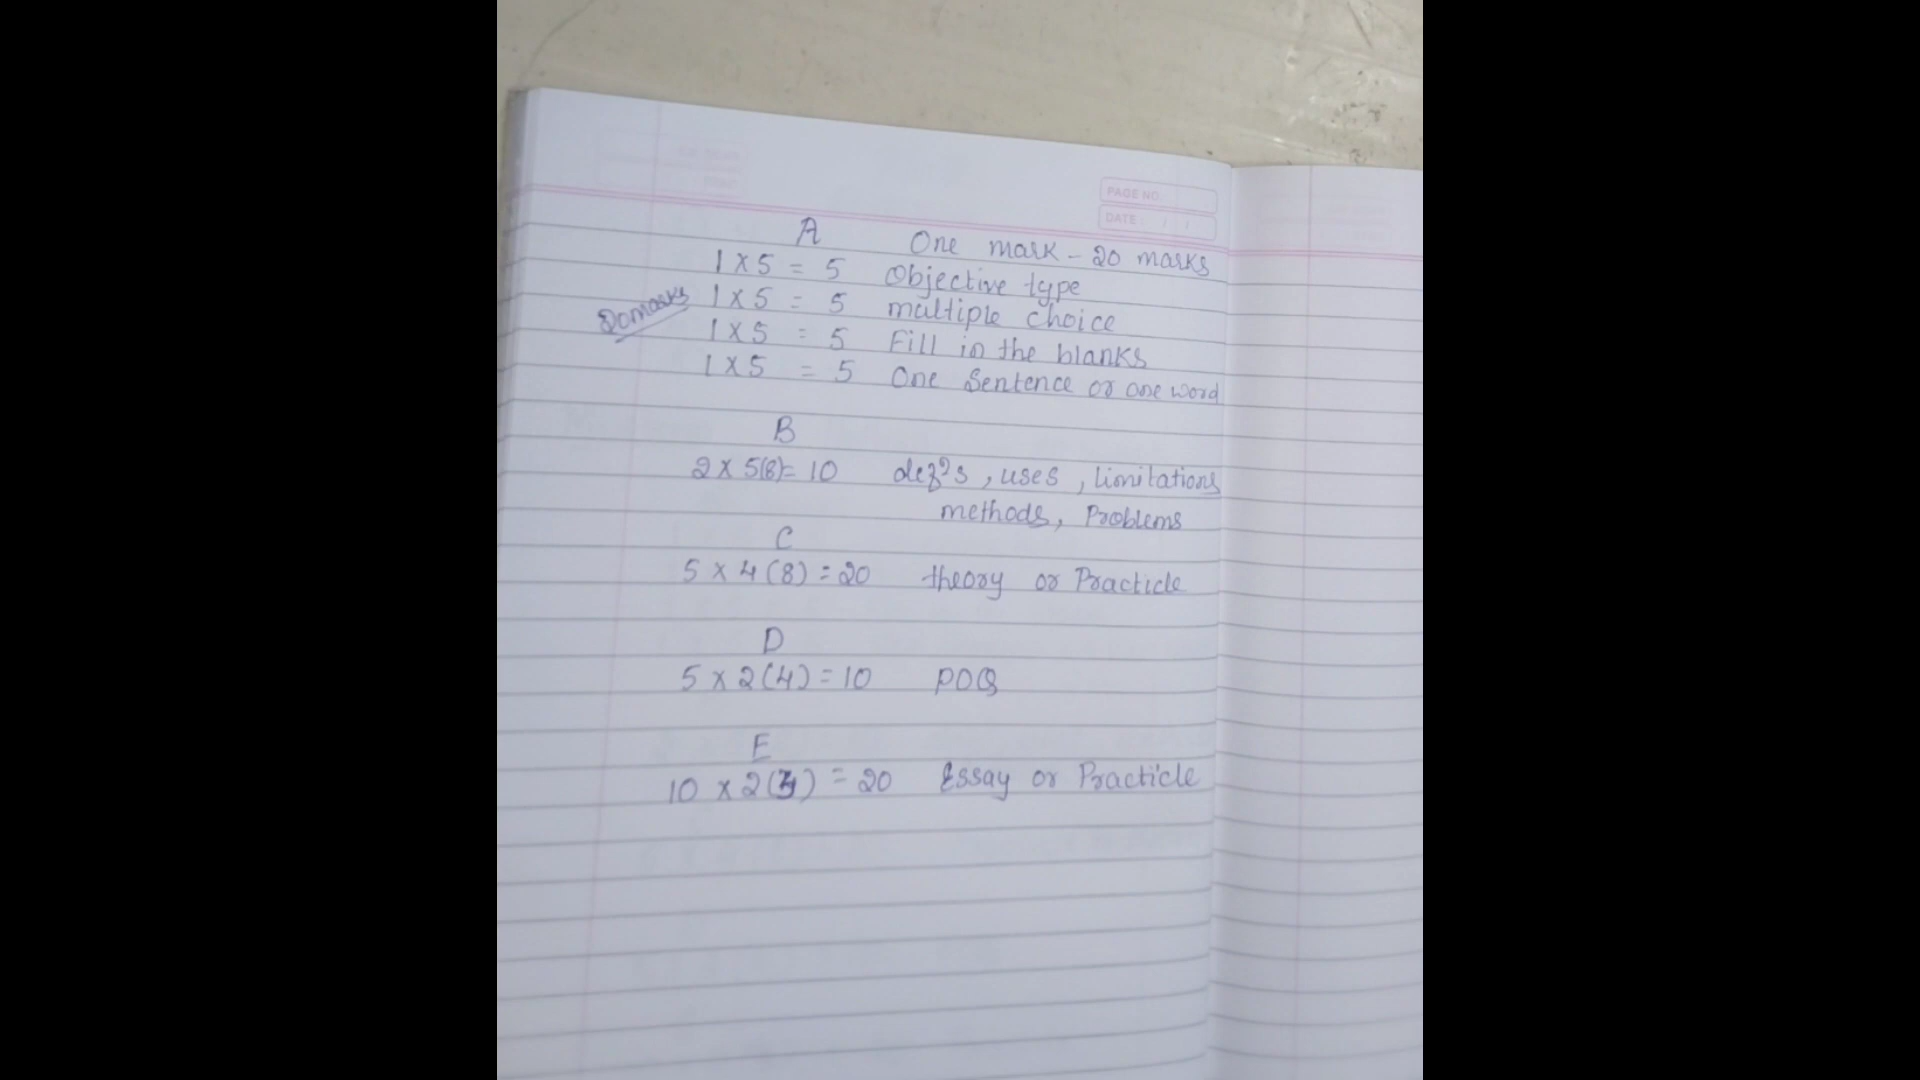 PAGE NO.
DATE: / /
A One mark - 20 marks
1 x 5 = 5 Objective type
20marks 1 x 5 = 5 multiple choice
1 x 5 = 5 Fill in the blanks
1 x 5 = 5 One Sentence or one word
B
2 x 5(8)= 10 , uses , limitations
methods, Problems
C
5 x 4 (8) = 20 theory or Practicle
D
5 x 2 (4) = 10 POQ
E
10 x 2 ( ) = 20 Essay or Practicle